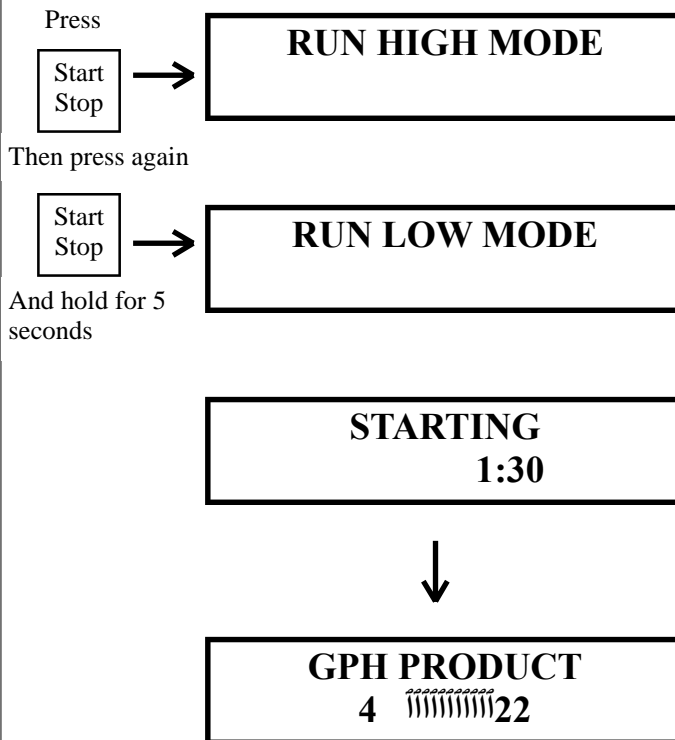 Press
Start
Stop
RUN HIGH MODE
Then press again
Start
Stop
RUN LOW MODE
And hold for 5
seconds
STARTING
1:30
GPH PRODUCT
4 22